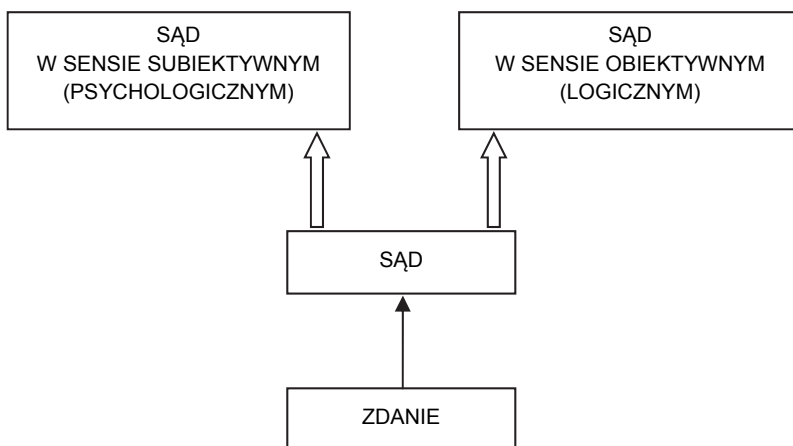 SĄD
W SENSIE SUBIEKTYWNYM
(PSYCHOLOGICZNYM)
SĄD
W SENSIE OBIEKTYWNYM
(LOGICZNYM)
SĄD
ZDANIE